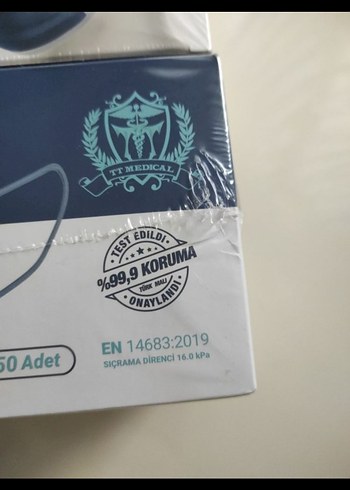 TT MEDICAL
TEST EDİLDİ
%99,9 KORUMA
TÜRK MALI
ONAYLANDI
EN 14683:2019
SIÇRAMA DİRENCİ 16.0 kPa
50 Adet